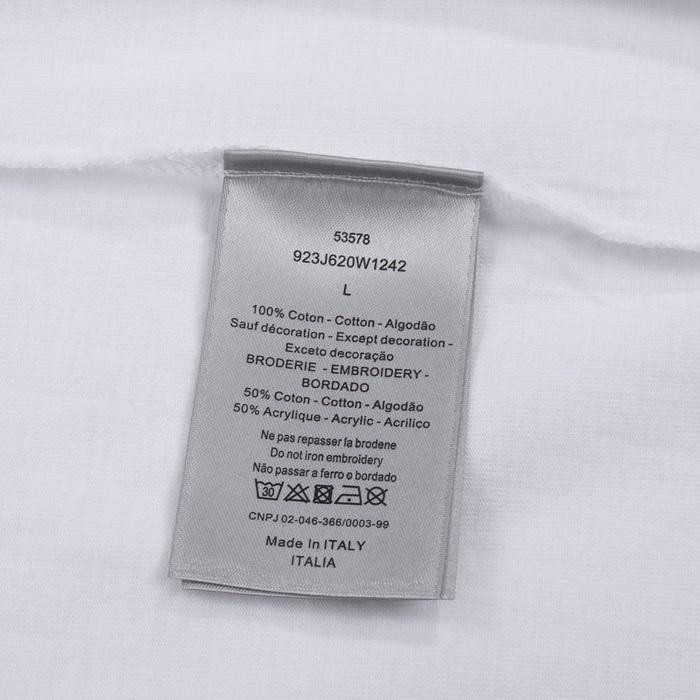 53578
923J620W1242
L
100% Coton - Cotton - Algodão
Sauf décoration - Except decoration -
Exceto decoração
BRODERIE - EMBROIDERY -
BORDADO
50% Coton - Cotton - Algodão
50% Acrylique - Acrylic - Acrilico
Ne pas repasser la brodene
Do not iron embroidery
Não passar a ferro o bordado
30
CNPJ 02-046-366/0003-99
Made In ITALY
ITALIA